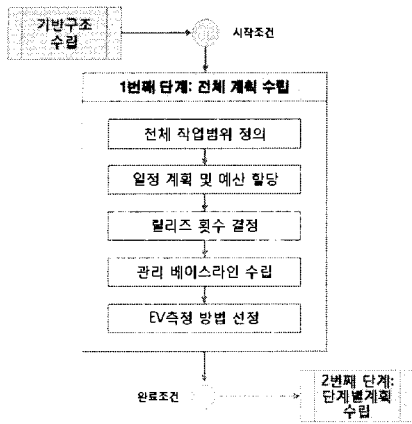 기반구조
수립
시작조건
1번째 단계: 전체 계획 수립
전체 작업범위 정의
일정 계획 및 예산 할당
릴리즈 횟수 결정
관리 베이스라인 수립
EV측정 방법 선정
완료조건
2번째 단계:
단계별계획
수립